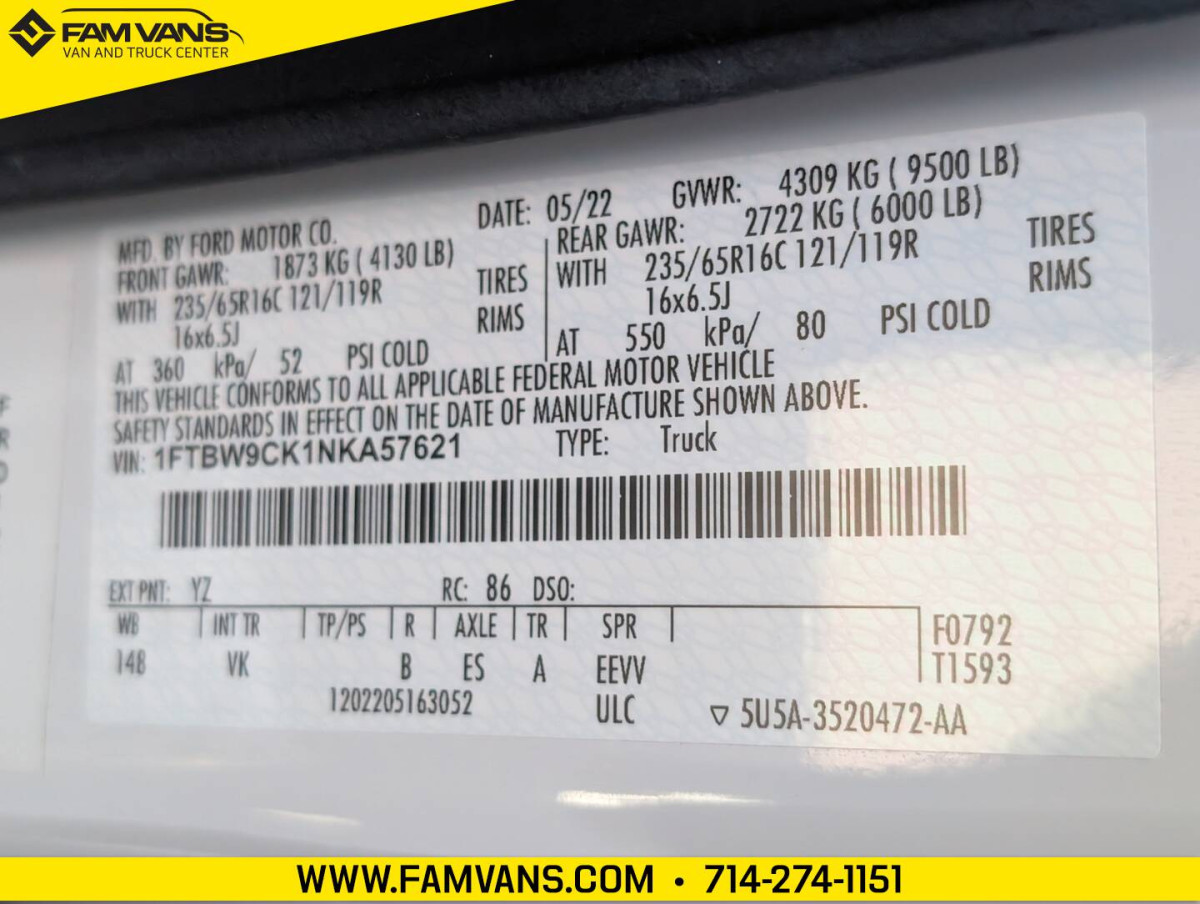 FAM VANS
VAN AND TRUCK CENTER
MFD. BY FORD MOTOR CO.
DATE: 05/22
GVWR: 4309 KG ( 9500 LB)
FRONT GAWR: 1873 KG ( 4130 LB)
WITH 235/65R16C 121/119R TIRES
16x6.5J RIMS
AT 360 kPa/ 52 PSI COLD
REAR GAWR: 2722 KG ( 6000 LB)
WITH 235/65R16C 121/119R TIRES
16x6.5J RIMS
AT 550 kPa/ 80 PSI COLD
THIS VEHICLE CONFORMS TO ALL APPLICABLE FEDERAL MOTOR VEHICLE
SAFETY STANDARDS IN EFFECT ON THE DATE OF MANUFACTURE SHOWN ABOVE.
VIN: 1FTBW9CK1NKA57621 TYPE: Truck
EXT PNT: YZ RC: 86 DSO:
WB INT TR TP/PS R AXLE TR SPR F0792
148 VK B ES A EEVV T1593
1202205163052 ULC ▽ 5U5A-3520472-AA
WWW.FAMVANS.COM • 714-274-1151